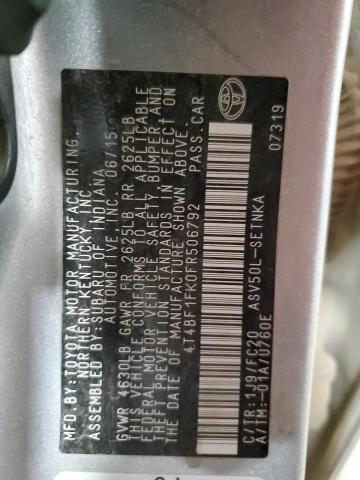 MFD.BY:TOYOTA MOTOR MANUFACTURING,
NORTHERN KENTUCKY,INC.
ASSEMBLED BY:SUBARU OF INDIANA
AUTOMOTIVE INC. 06/15
GVWR 4630LB GAWR FR 2625LB RR 2625LB
THIS VEHICLE CONFORMS TO ALL APPLICABLE
FEDERAL MOTOR VEHICLE SAFETY BUMPER,AND
THEFT PREVENTION STANDARDS IN EFFECT ON
THE DATE OF MANUFACTURE SHOWN ABOVE.
4T4BF1FK0FR506792 PASS.CAR
C/TR:1J9/FC20 ASV50L-SETNKA
A/TM:-01A/U760E 07319